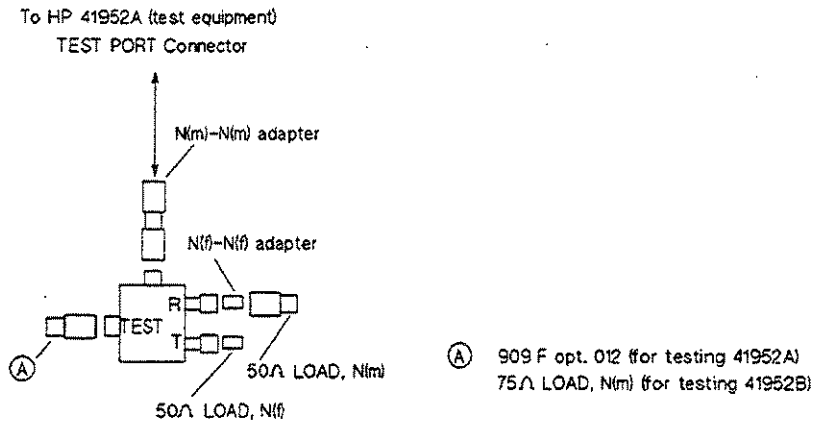 To HP 41952A (test equipment)
TEST PORT Connector
N(m)-N(m) adapter
N(f)-N(f) adapter
R
TEST
T
50Ω LOAD, N(m)
50Ω LOAD, N(f)
A
A 909 F opt. 012 (for testing 41952A)
75Ω LOAD, N(m) (for testing 41952B)